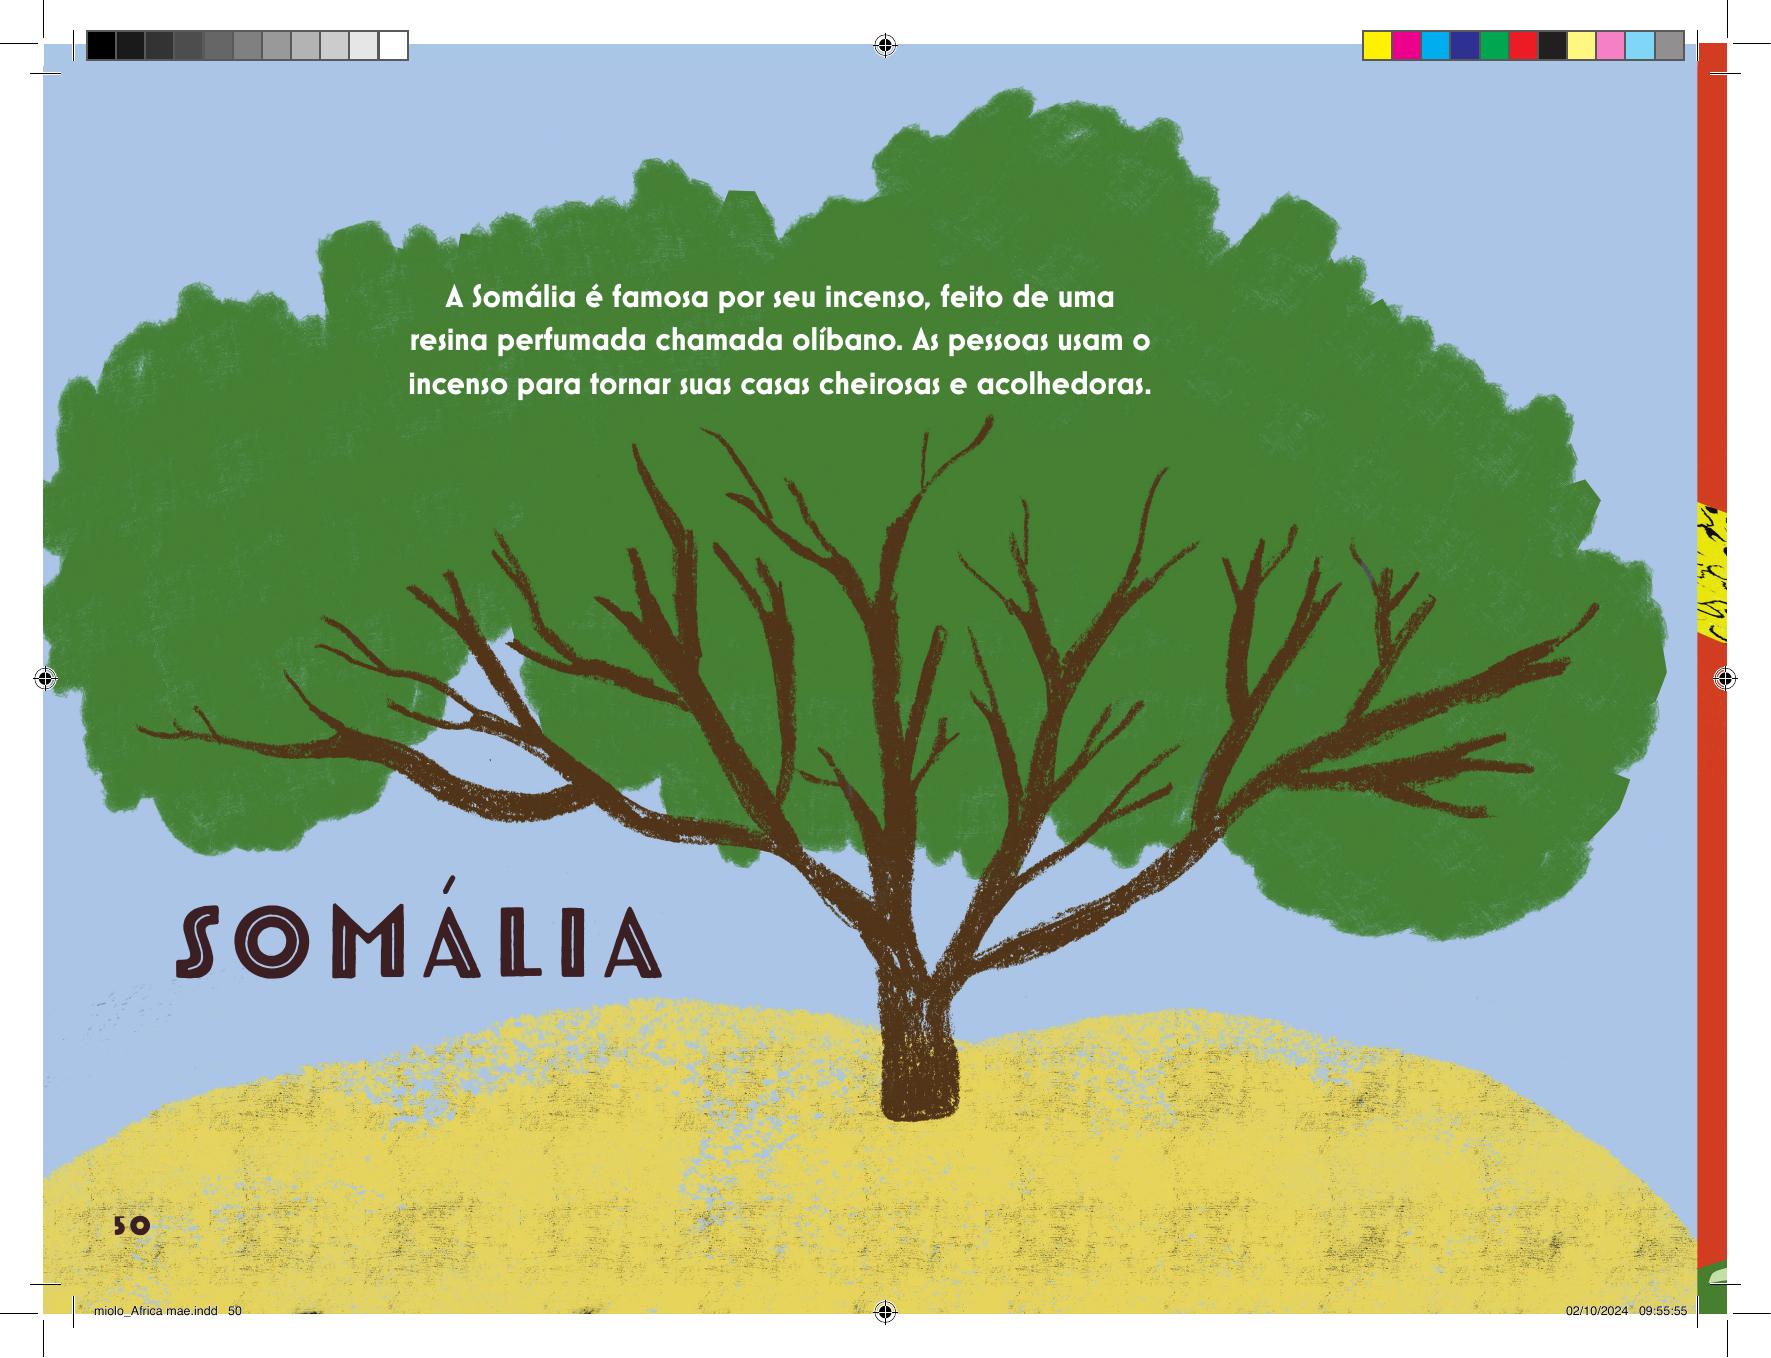 A Somália é famosa por seu incenso, feito de uma
resina perfumada chamada olíbano. As pessoas usam o
incenso para tornar suas casas cheirosas e acolhedoras.
SOMÁLIA
50
miolo_Africa mae.indd   50
02/10/2024   09:55:55